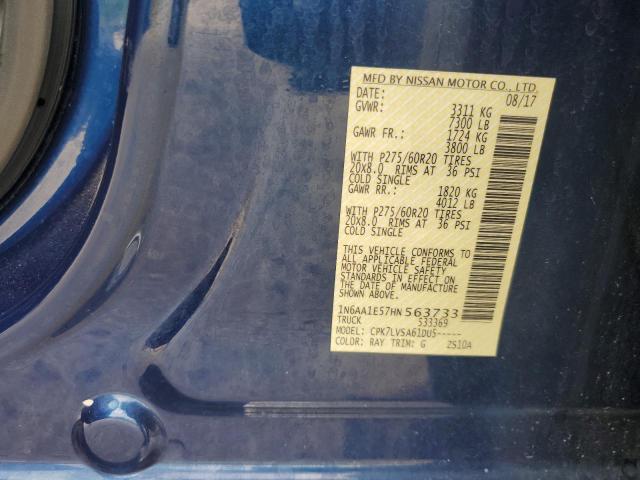 MFD BY NISSAN MOTOR CO., LTD.
DATE: 08/17
GVWR: 3311 KG
7300 LB
GAWR FR.: 1724 KG
3800 LB
WITH P275/60R20 TIRES
20X8.0 RIMS AT 36 PSI
COLD SINGLE
GAWR RR.: 1820 KG
4012 LB
WITH P275/60R20 TIRES
20X8.0 RIMS AT 36 PSI
COLD SINGLE
THIS VEHICLE CONFORMS TO
ALL APPLICABLE FEDERAL
MOTOR VEHICLE SAFETY
STANDARDS IN EFFECT ON
THE DATE OF MANUFACTURE
SHOWN ABOVE.
1N6AA1E57HN563733
TRUCK 533369
MODEL: CPK7LVSA61DUS-----
COLOR: RAY TRIM: G 2S10A